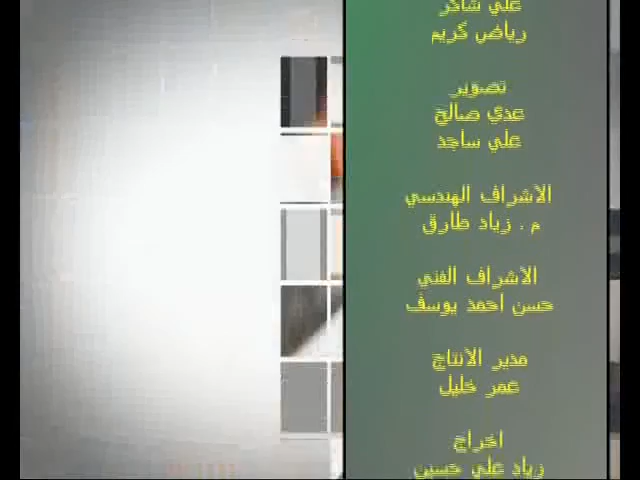 علي شاكر
رياض كريم
تصوير
عدي صالح
علي ساجد
الاشراف الهندسي
م . زياد طارق
الاشراف الفني
حسن احمد يوسف
مدير الانتاج
عمر خليل
اخراج
زياد علي حسين